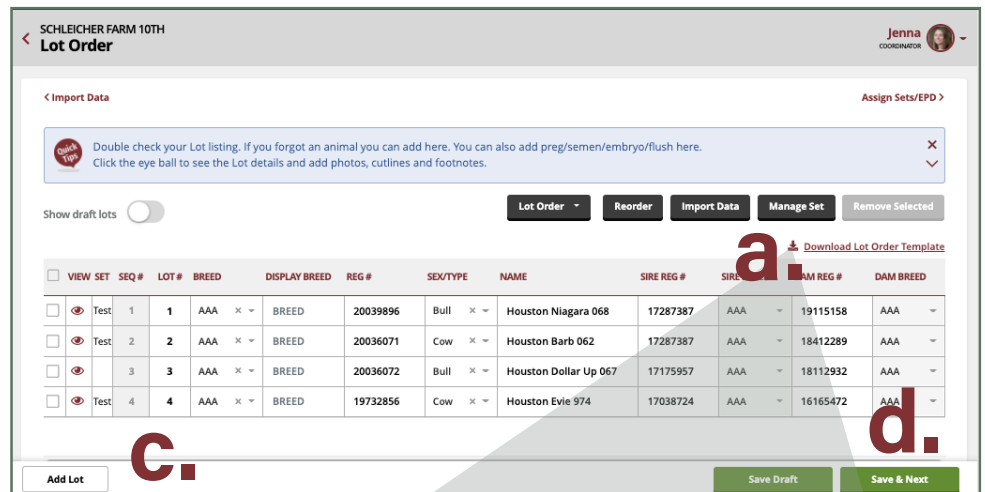 SCHLEICHER FARM 10TH
Lot Order
Jenna
COORDINATOR
< Import Data
Assign Sets/EPD >
Quick Tips
Double check your Lot listing. If you forgot an animal you can add here. You can also add preg/semen/embryo/flush here.
Click the eye ball to see the Lot details and add photos, cutlines and footnotes.
Show draft lots
Lot Order Reorder Import Data Manage Set Remove Selected
a.
Download Lot Order Template
VIEW SET SEQ # LOT # BREED DISPLAY BREED REG # SEX/TYPE NAME SIRE REG # SIRE AM REG # DAM BREED
Test 1 1 AAA × BREED 20039896 Bull × Houston Niagara 068 17287387 AAA 19115158 AAA
Test 2 2 AAA × BREED 20036071 Cow × Houston Barb 062 17287387 AAA 18412289 AAA
3 3 AAA × BREED 20036072 Bull × Houston Dollar Up 067 17175957 AAA 18112932 AAA
Test 4 4 AAA × BREED 19732856 Cow × Houston Evie 974 17038724 AAA 16165472 AAA
c.
d.
Add Lot
Save Draft
Save & Next